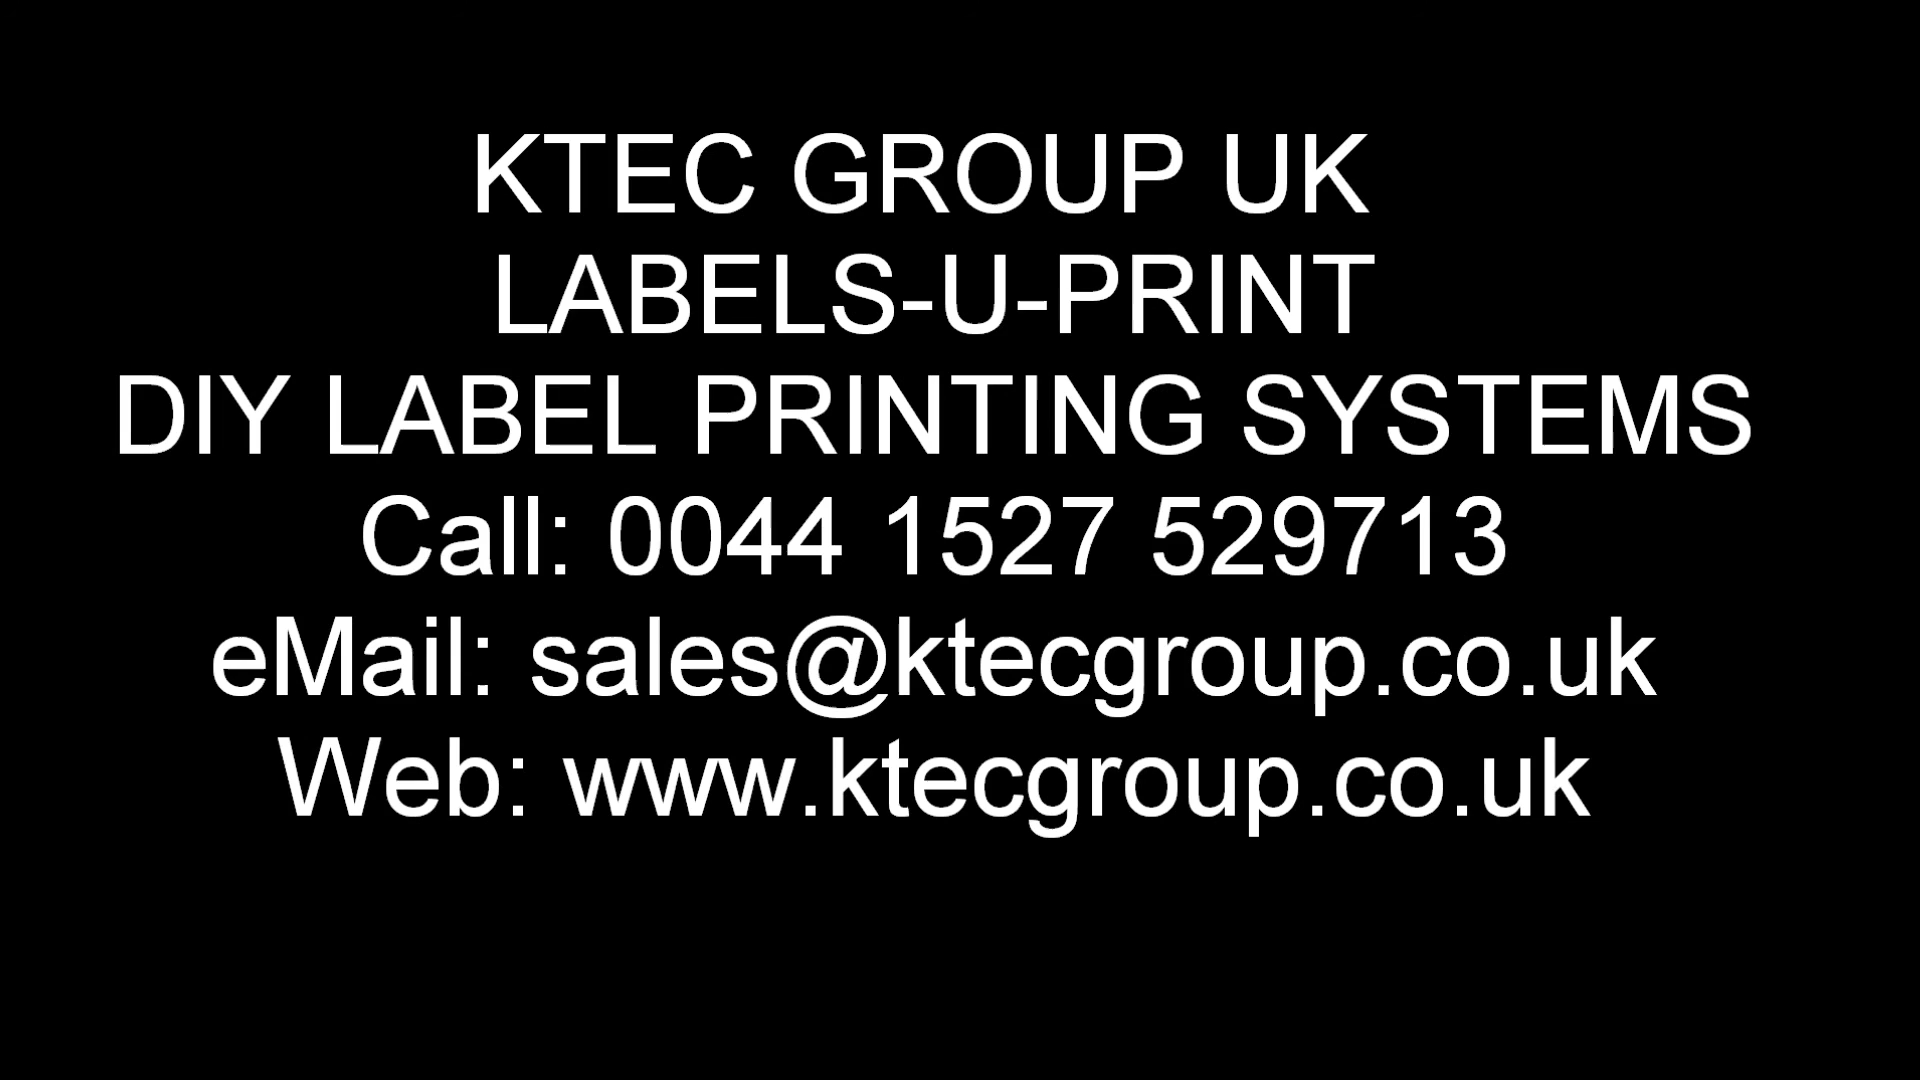 KTEC GROUP UK
LABELS-U-PRINT
DIY LABEL PRINTING SYSTEMS
Call: 0044 1527 529713
eMail: sales@ktecgroup.co.uk
Web: www.ktecgroup.co.uk